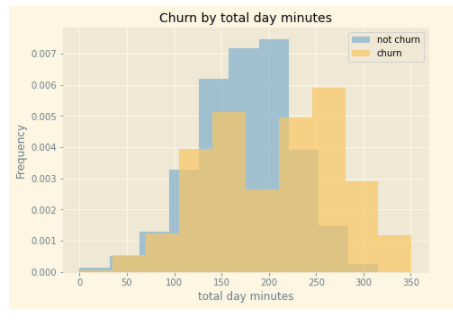 Churn by total day minutes
not churn
churn
Frequency
0.007
0.006
0.005
0.004
0.003
0.002
0.001
0.000
0 50 100 150 200 250 300 350
total day minutes